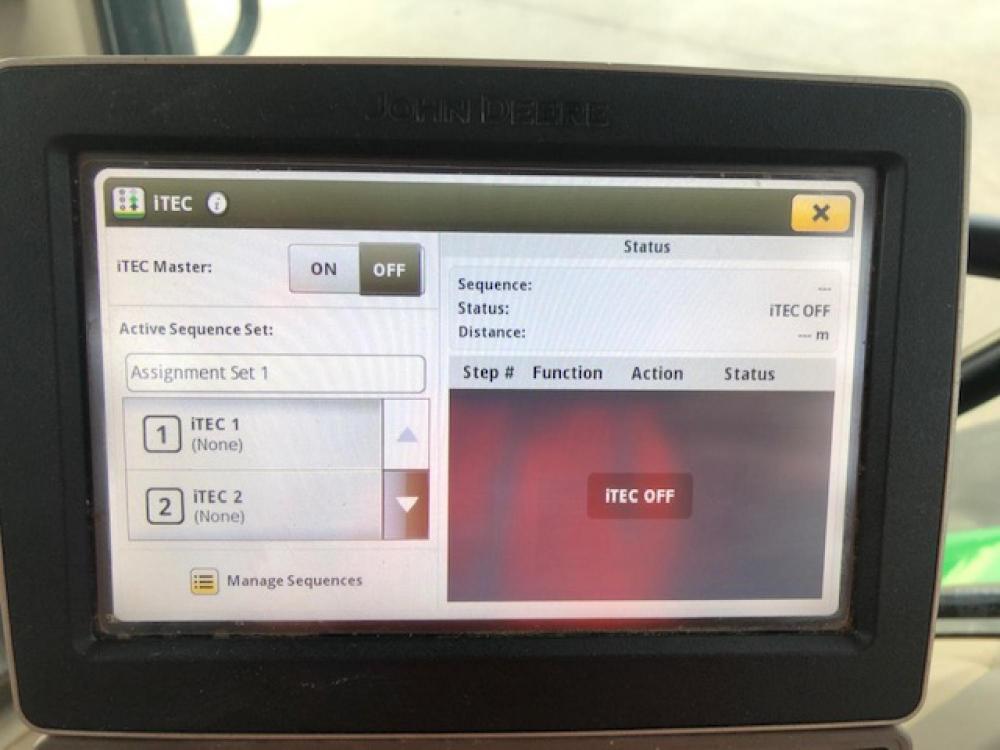 JOHN DEERE
iTEC
iTEC Master:
ON OFF
Active Sequence Set:
Assignment Set 1
1 iTEC 1
(None)
2 iTEC 2
(None)
Manage Sequences
Status
Sequence: ---
Status: iTEC OFF
Distance: --- m
Step # Function Action Status
iTEC OFF